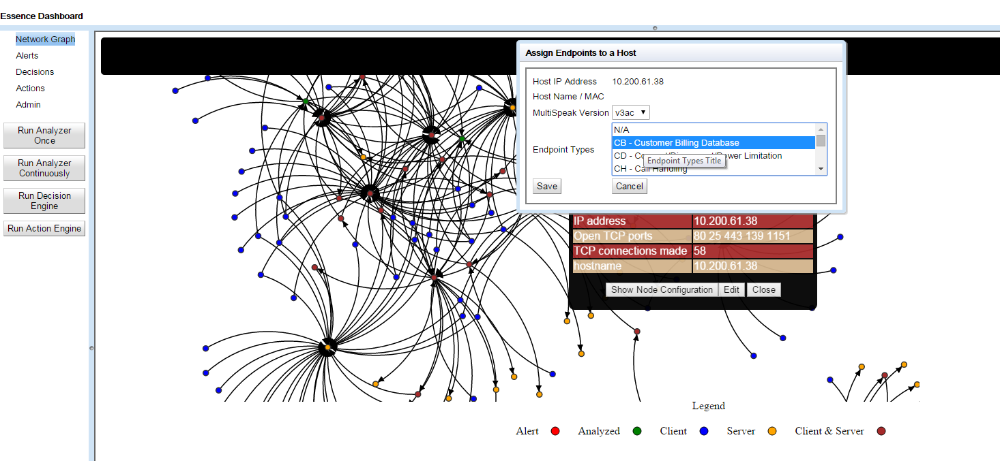 Essence Dashboard
Network Graph
Alerts
Decisions
Actions
Admin
Run Analyzer
Once
Run Analyzer
Continuously
Run Decision
Engine
Run Action Engine
Assign Endpoints to a Host
Host IP Address 10.200.61.38
Host Name / MAC
MultiSpeak Version v3ac
Endpoint Types
N/A
CB - Customer Billing Database
CD - Power Limitation
CH - Call Handling
Endpoint Types Title
Save Cancel
IP address 10.200.61.38
Open TCP ports 80 25 443 139 1151
TCP connections made 58
hostname 10.200.61.38
Show Node Configuration Edit Close
Legend
Alert Analyzed Client Server Client & Server